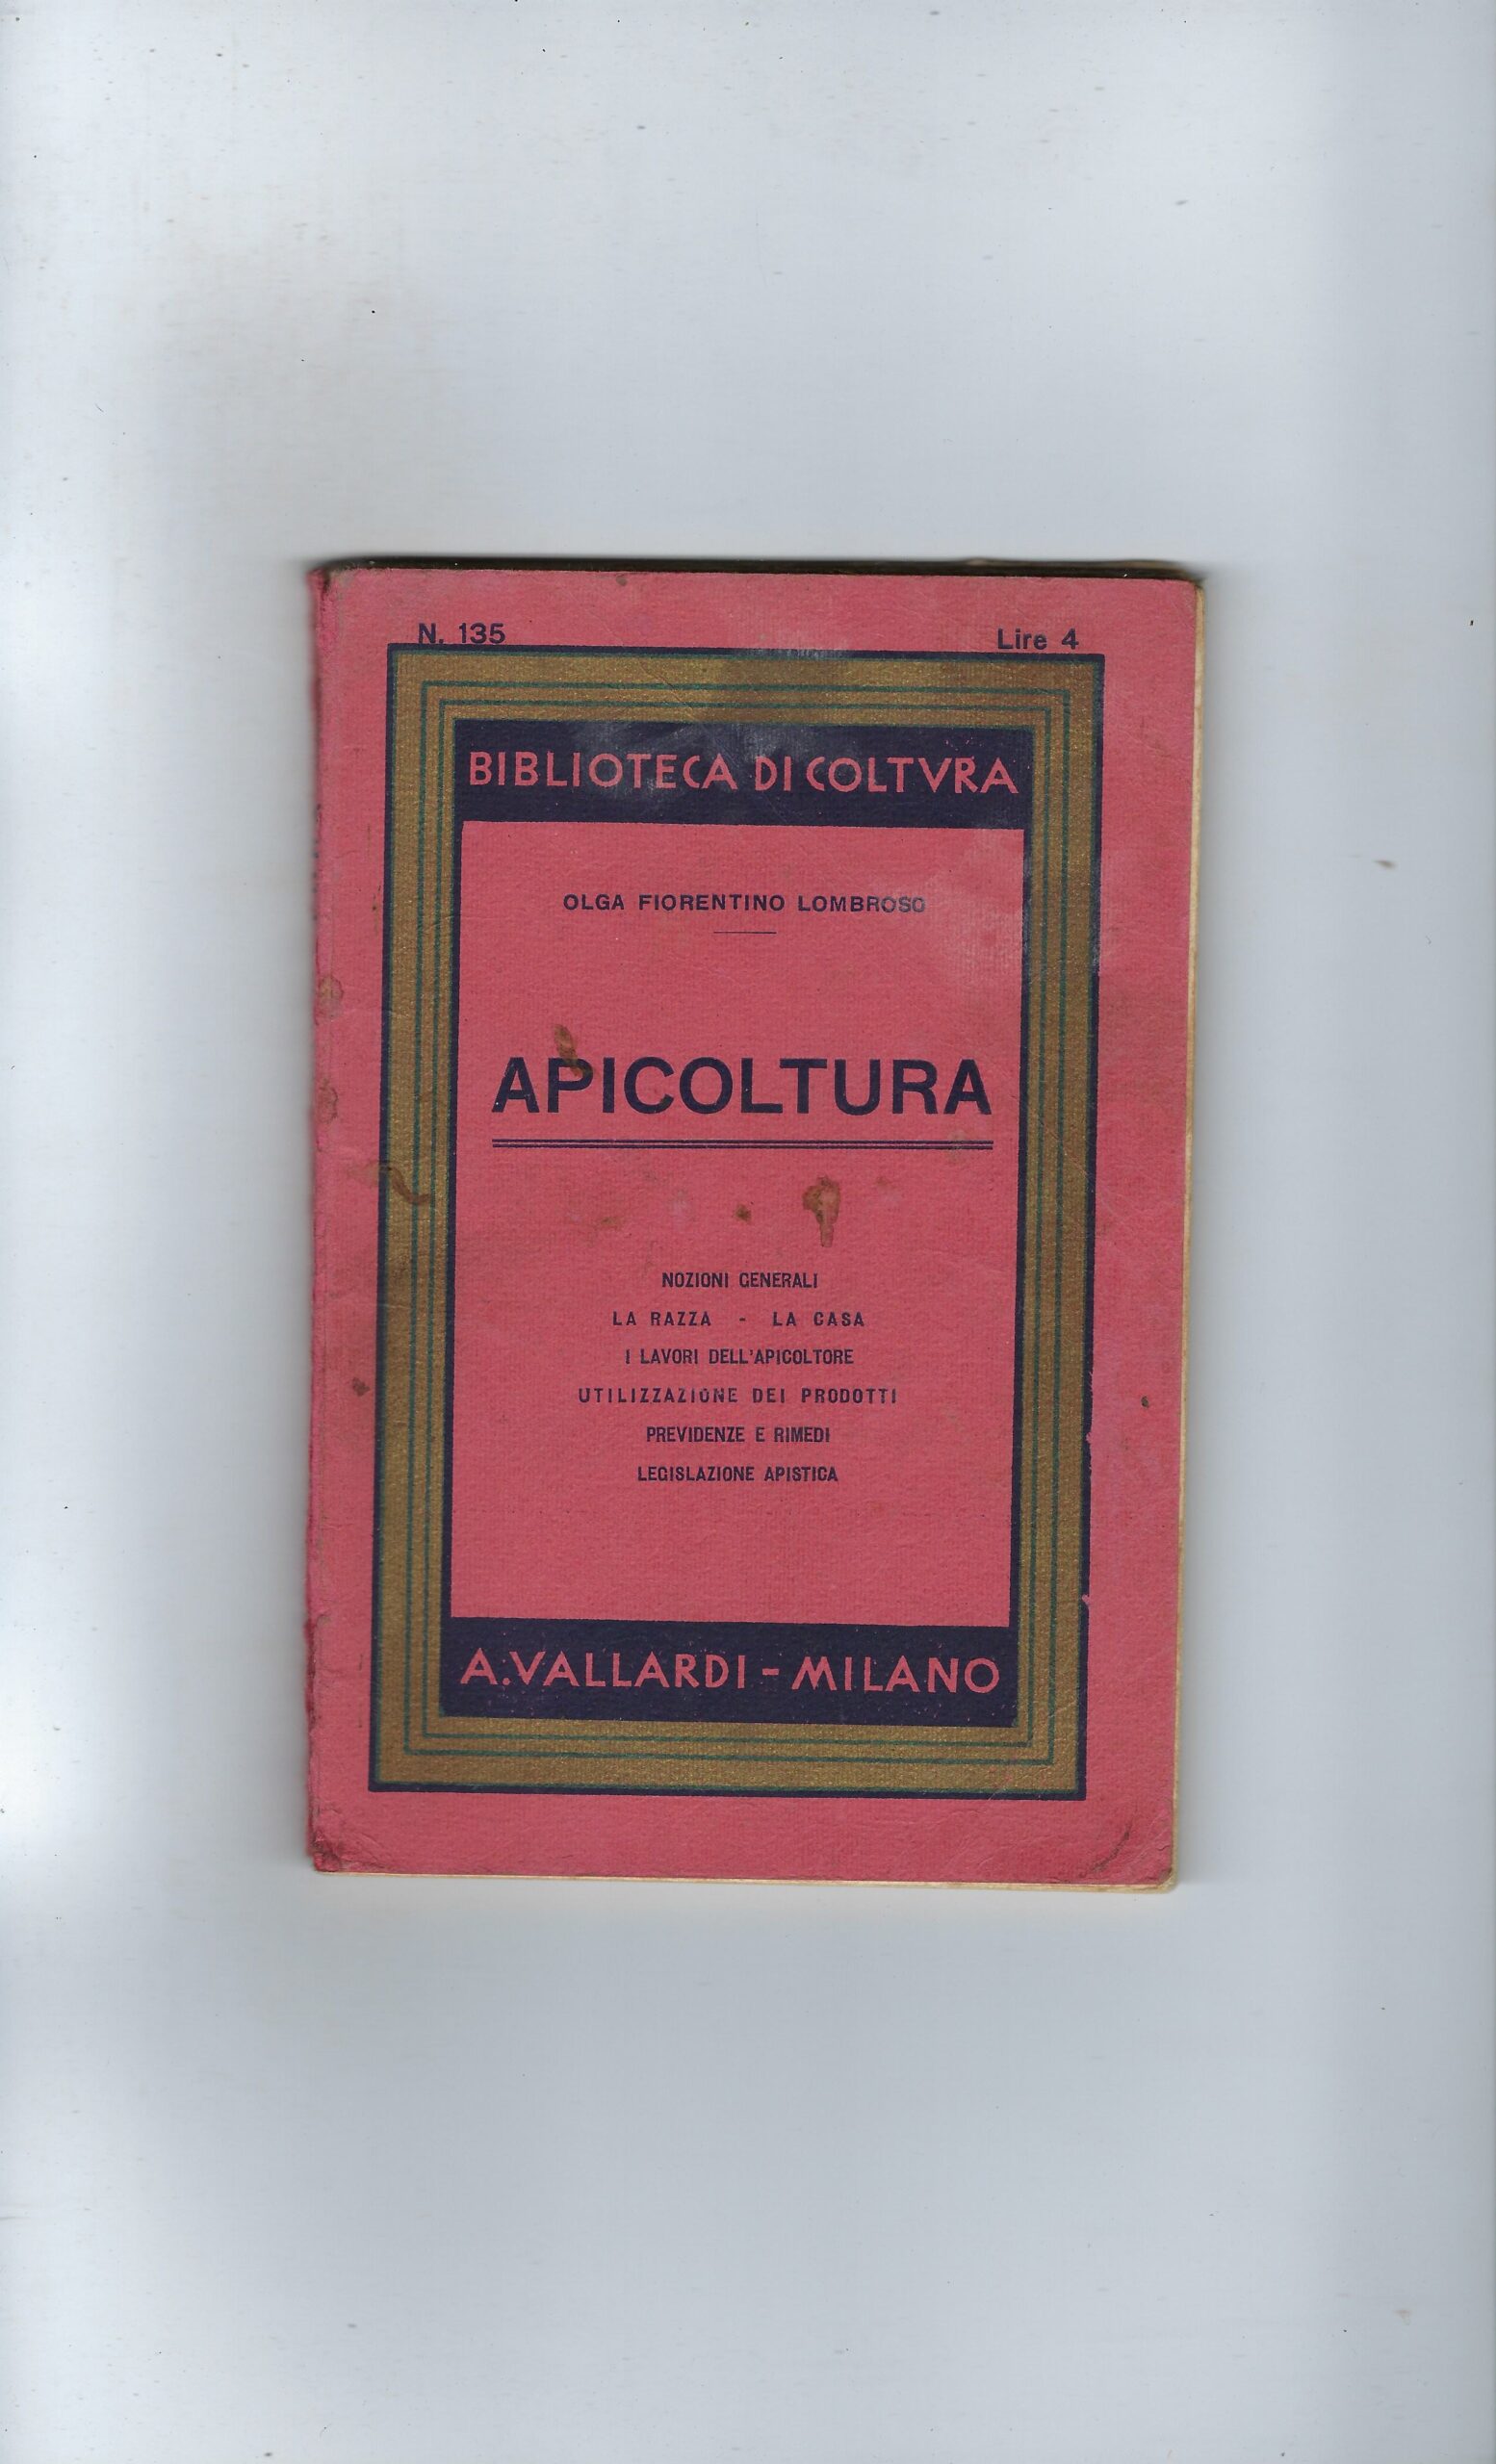 N. 135
Lire 4
BIBLIOTECA DI COLTVRA
OLGA FIORENTINO LOMBROSO
APICOLTURA
NOZIONI GENERALI
LA RAZZA - LA CASA
I LAVORI DELL'APICOLTORE
UTILIZZAZIONE DEI PRODOTTI
PREVIDENZE E RIMEDI
LEGISLAZIONE APISTICA
A. VALLARDI - MILANO